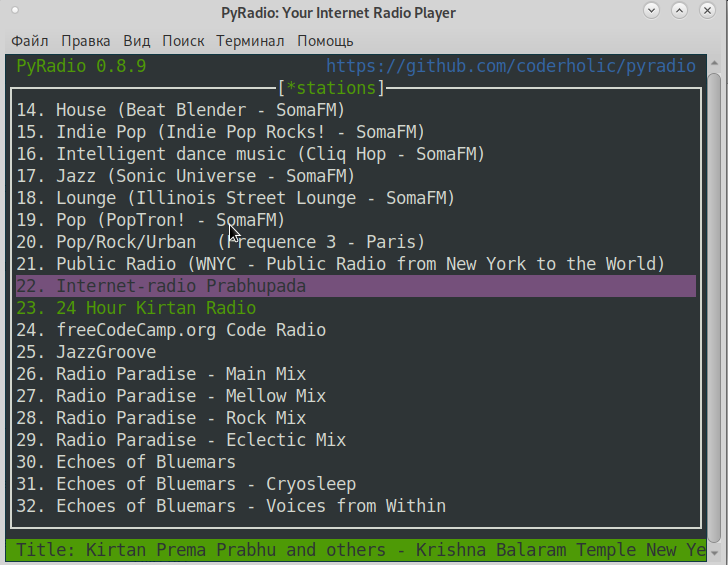 PyRadio: Your Internet Radio Player
Файл Правка Вид Поиск Терминал Помощь
PyRadio 0.8.9 https://github.com/coderholic/pyradio
[*stations]
14. House (Beat Blender - SomaFM)
15. Indie Pop (Indie Pop Rocks! - SomaFM)
16. Intelligent dance music (Cliq Hop - SomaFM)
17. Jazz (Sonic Universe - SomaFM)
18. Lounge (Illinois Street Lounge - SomaFM)
19. Pop (PopTron! - SomaFM)
20. Pop/Rock/Urban (Frequence 3 - Paris)
21. Public Radio (WNYC - Public Radio from New York to the World)
22. Internet-radio Prabhupada
23. 24 Hour Kirtan Radio
24. freeCodeCamp.org Code Radio
25. JazzGroove
26. Radio Paradise - Main Mix
27. Radio Paradise - Mellow Mix
28. Radio Paradise - Rock Mix
29. Radio Paradise - Eclectic Mix
30. Echoes of Bluemars
31. Echoes of Bluemars - Cryosleep
32. Echoes of Bluemars - Voices from Within
Title: Kirtan Prema Prabhu and others - Krishna Balaram Temple New Ye